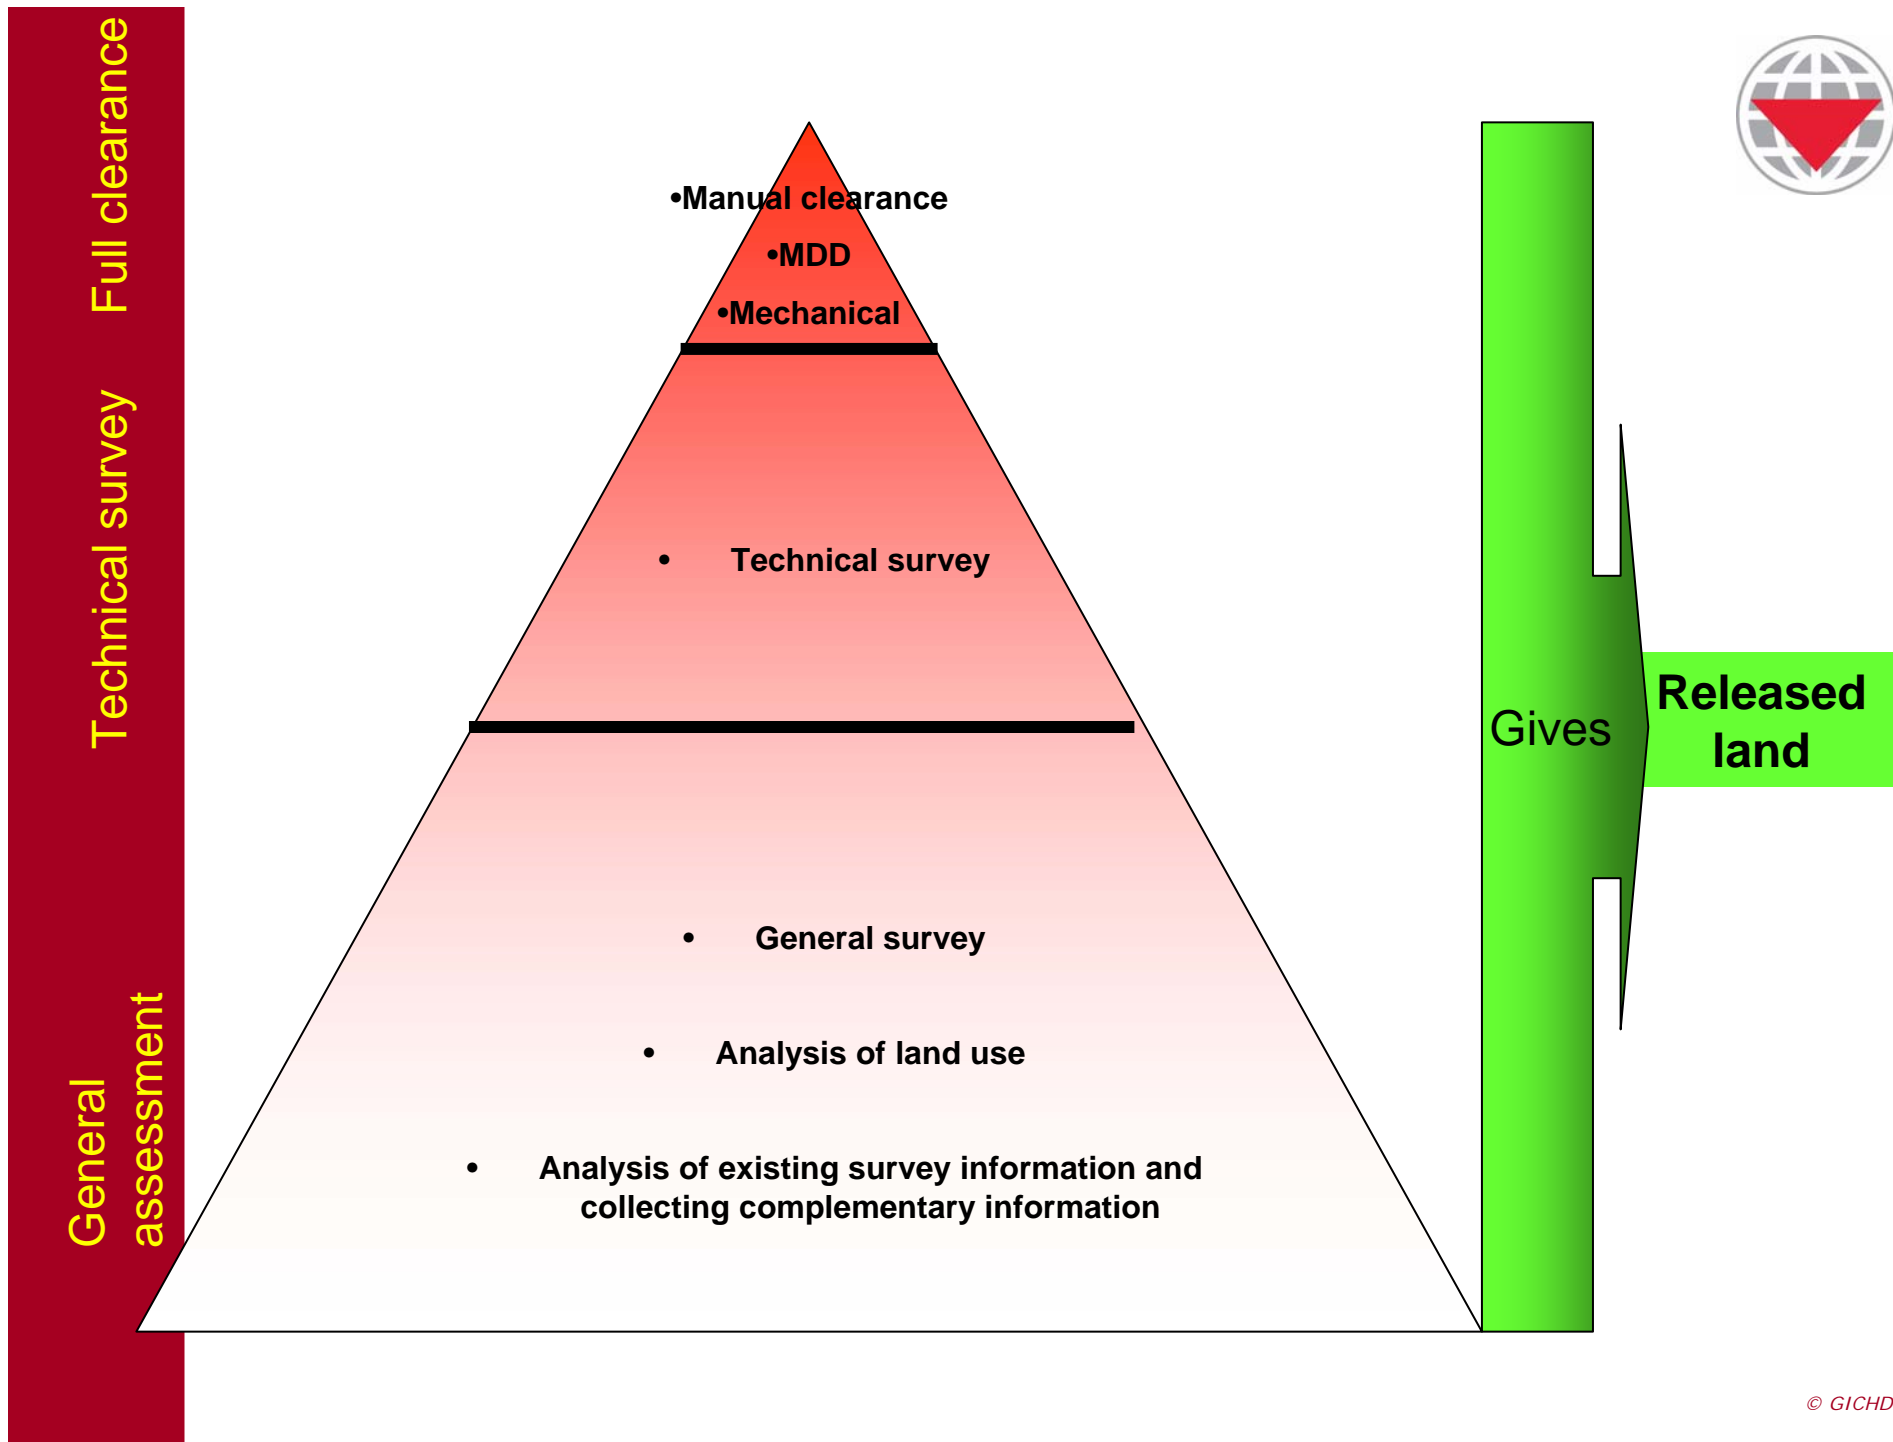 Full clearance
Technical survey
General
assessment
•Manual clearance
•MDD
•Mechanical
• Technical survey
• General survey
• Analysis of land use
• Analysis of existing survey information and
collecting complementary information
Gives
Released
land
© GICHD